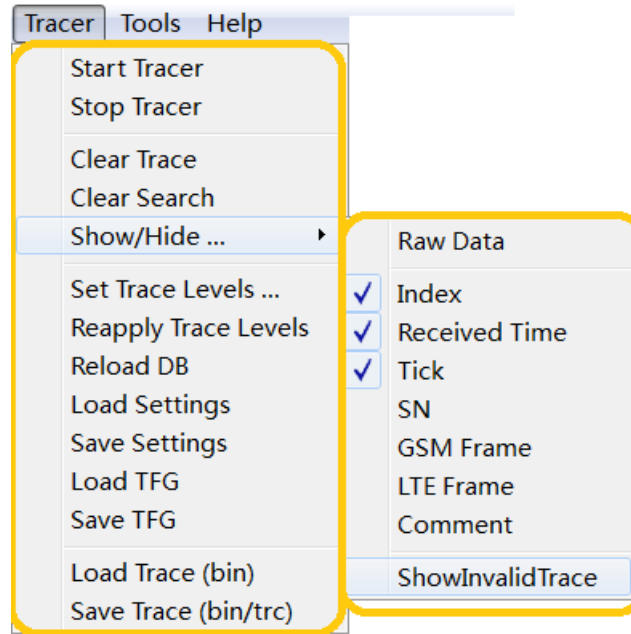 Tracer Tools Help
Start Tracer
Stop Tracer
Clear Trace
Clear Search
Show/Hide ...
Set Trace Levels ...
Reapply Trace Levels
Reload DB
Load Settings
Save Settings
Load TFG
Save TFG
Load Trace (bin)
Save Trace (bin/trc)
Raw Data
Index
Received Time
Tick
SN
GSM Frame
LTE Frame
Comment
ShowInvalidTrace